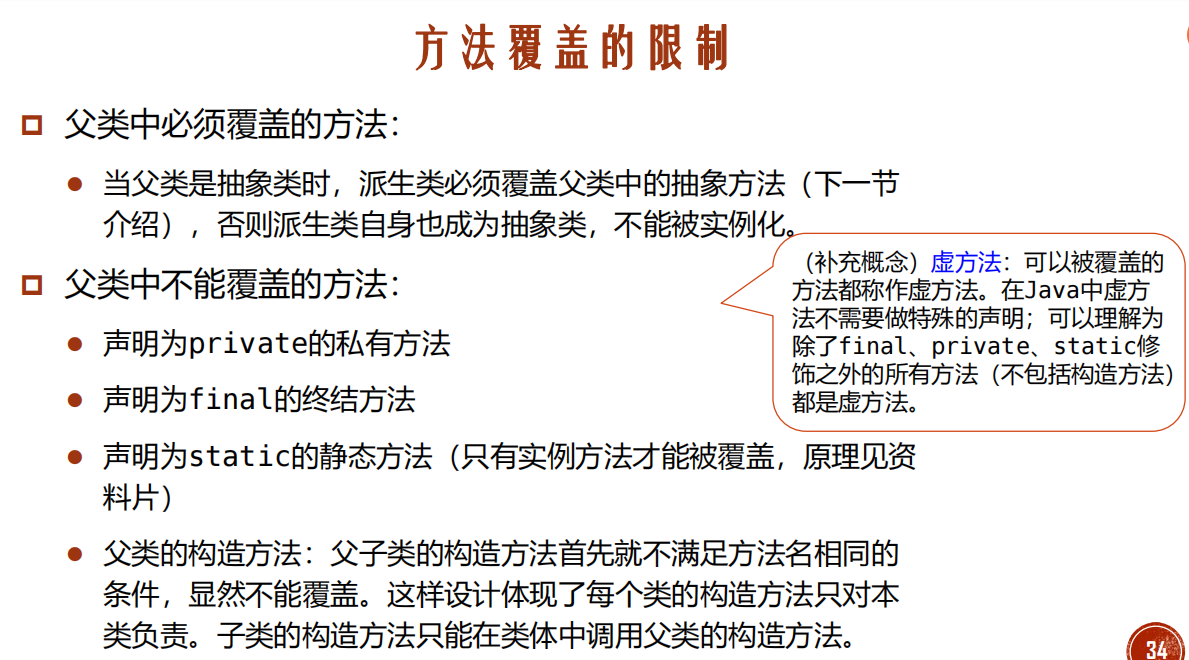 方法覆盖的限制
父类中必须覆盖的方法：
当父类是抽象类时，派生类必须覆盖父类中的抽象方法（下一节
介绍），否则派生类自身也成为抽象类，不能被实例化。
父类中不能覆盖的方法：
声明为private的私有方法
声明为final的终结方法
声明为static的静态方法（只有实例方法才能被覆盖，原理见资
料片）
父类的构造方法：父子类的构造方法首先就不满足方法名相同的
条件，显然不能覆盖。这样设计体现了每个类的构造方法只对本
类负责。子类的构造方法只能在类体中调用父类的构造方法。
（补充概念）虚方法：可以被覆盖的
方法都称作虚方法。在Java中虚方
法不需要做特殊的声明；可以理解为
除了final、private、static修
饰之外的所有方法（不包括构造方法）
都是虚方法。
34